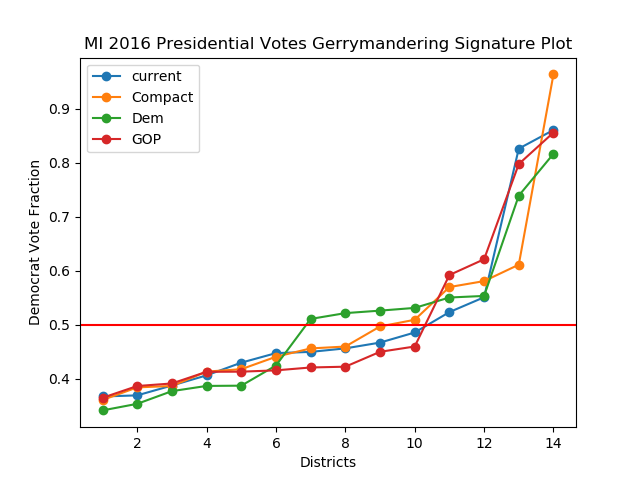 MI 2016 Presidential Votes Gerrymandering Signature Plot
current
Compact
Dem
GOP
0.9
0.8
0.7
0.6
0.5
0.4
Democrat Vote Fraction
2
4
6
8
10
12
14
Districts